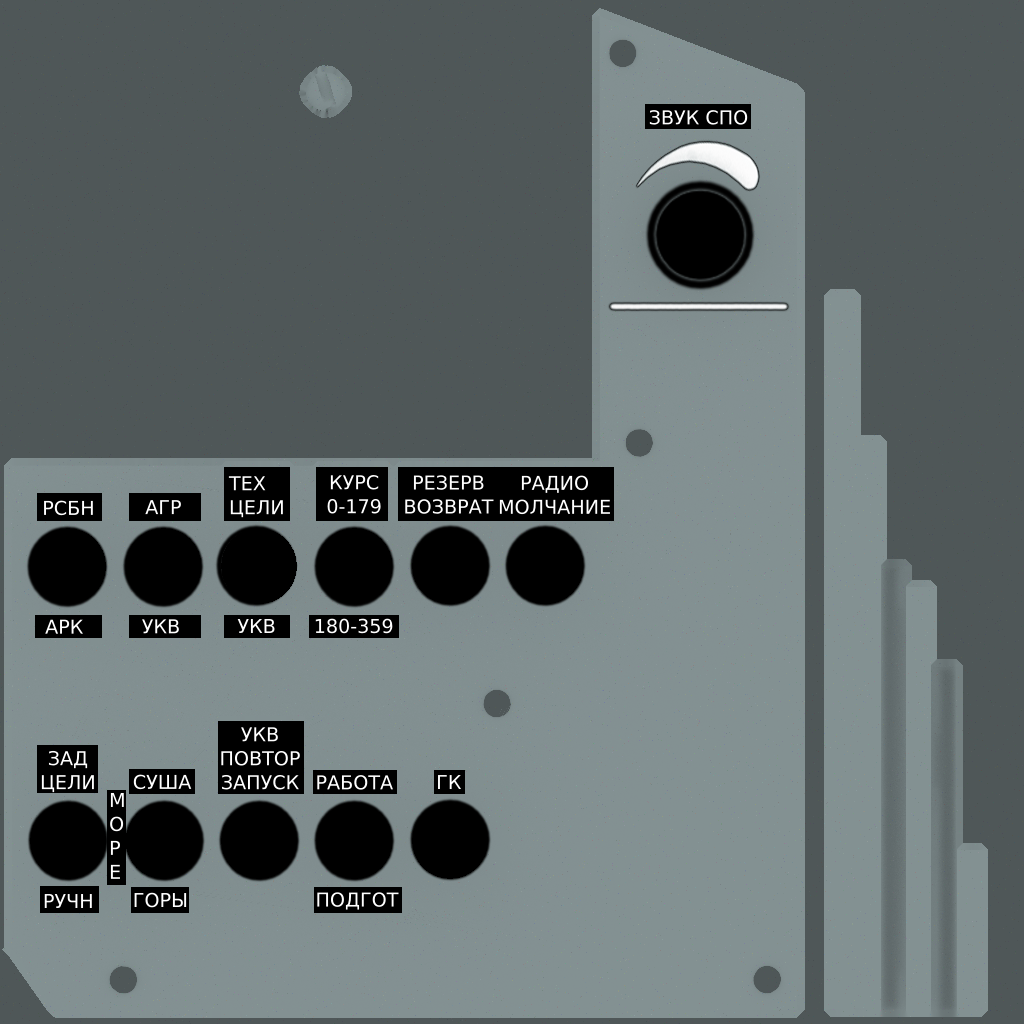 ЗВУК СПО
РСБН
АГР
ТЕХ
ЦЕЛИ
КУРС
0-179
РЕЗЕРВ
ВОЗВРАТ
РАДИО
МОЛЧАНИЕ
АРК
УКВ
УКВ
180-359
ЗАД
ЦЕЛИ
МОРЕ
СУША
УКВ
ПОВТОР
ЗАПУСК
РАБОТА
ГК
РУЧН
ГОРЫ
ПОДГОТ